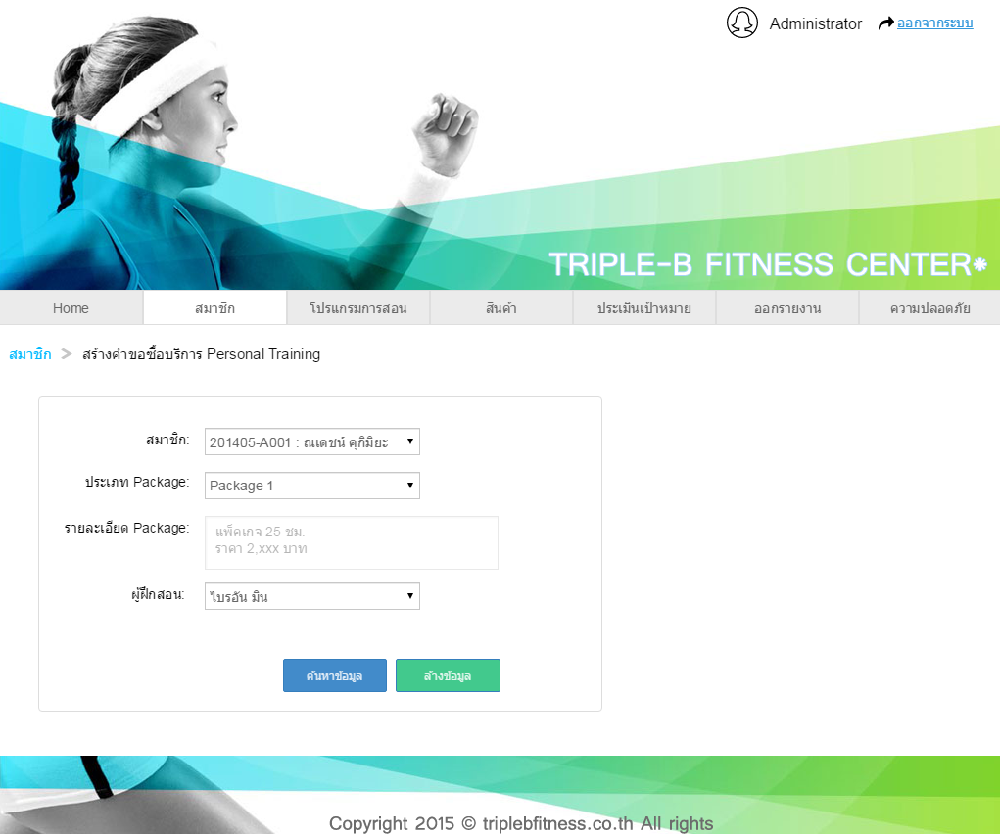 Administrator ออกจากระบบ
TRIPLE-B FITNESS CENTER
Home สมาชิก โปรแกรมการสอน สินค้า ประเมินเป้าหมาย ออกรายงาน ความปลอดภัย
สมาชิก > สร้างคำขอซื้อบริการ Personal Training
สมาชิก: 201405-A001 : ณเดชน์ คุกิมิยะ
ประเภท Package: Package 1
รายละเอียด Package: แพ็คเกจ 25 ชม.
ราคา 2,xxx บาท
ผู้ฝึกสอน: ไบรอัน มิน
ค้นหาข้อมูล ล้างข้อมูล
Copyright 2015 © triplebfitness.co.th All rights